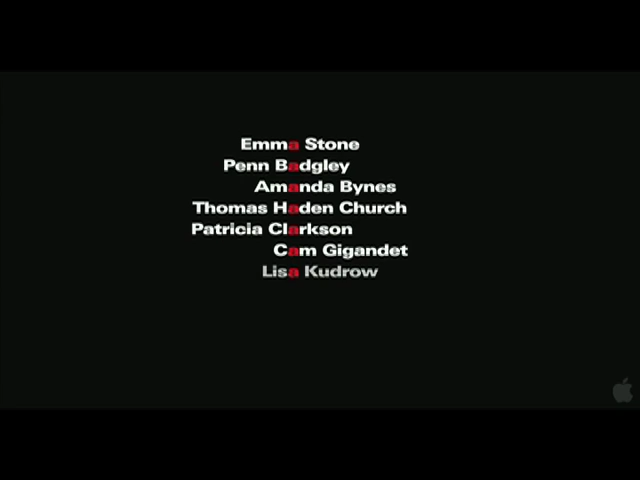 Emma Stone
Penn Badgley
Amanda Bynes
Thomas Haden Church
Patricia Clarkson
Cam Gigandet
Lisa Kudrow